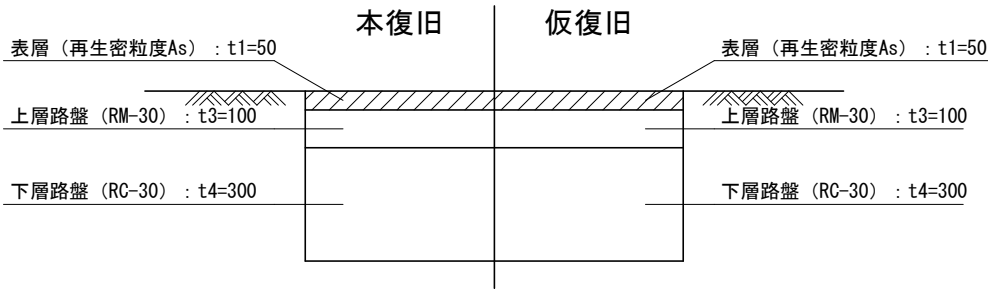 本復旧
仮復旧
表層（再生密粒度As）：t1=50
表層（再生密粒度As）：t1=50
上層路盤（RM-30）：t3=100
上層路盤（RM-30）：t3=100
下層路盤（RC-30）：t4=300
下層路盤（RC-30）：t4=300